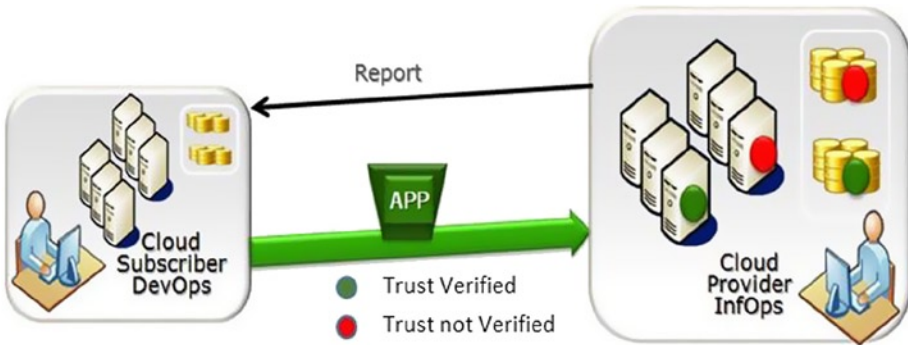 Report
APP
Cloud
Subscriber
DevOps
Cloud
Provider
InfOps
Trust Verified
Trust not Verified